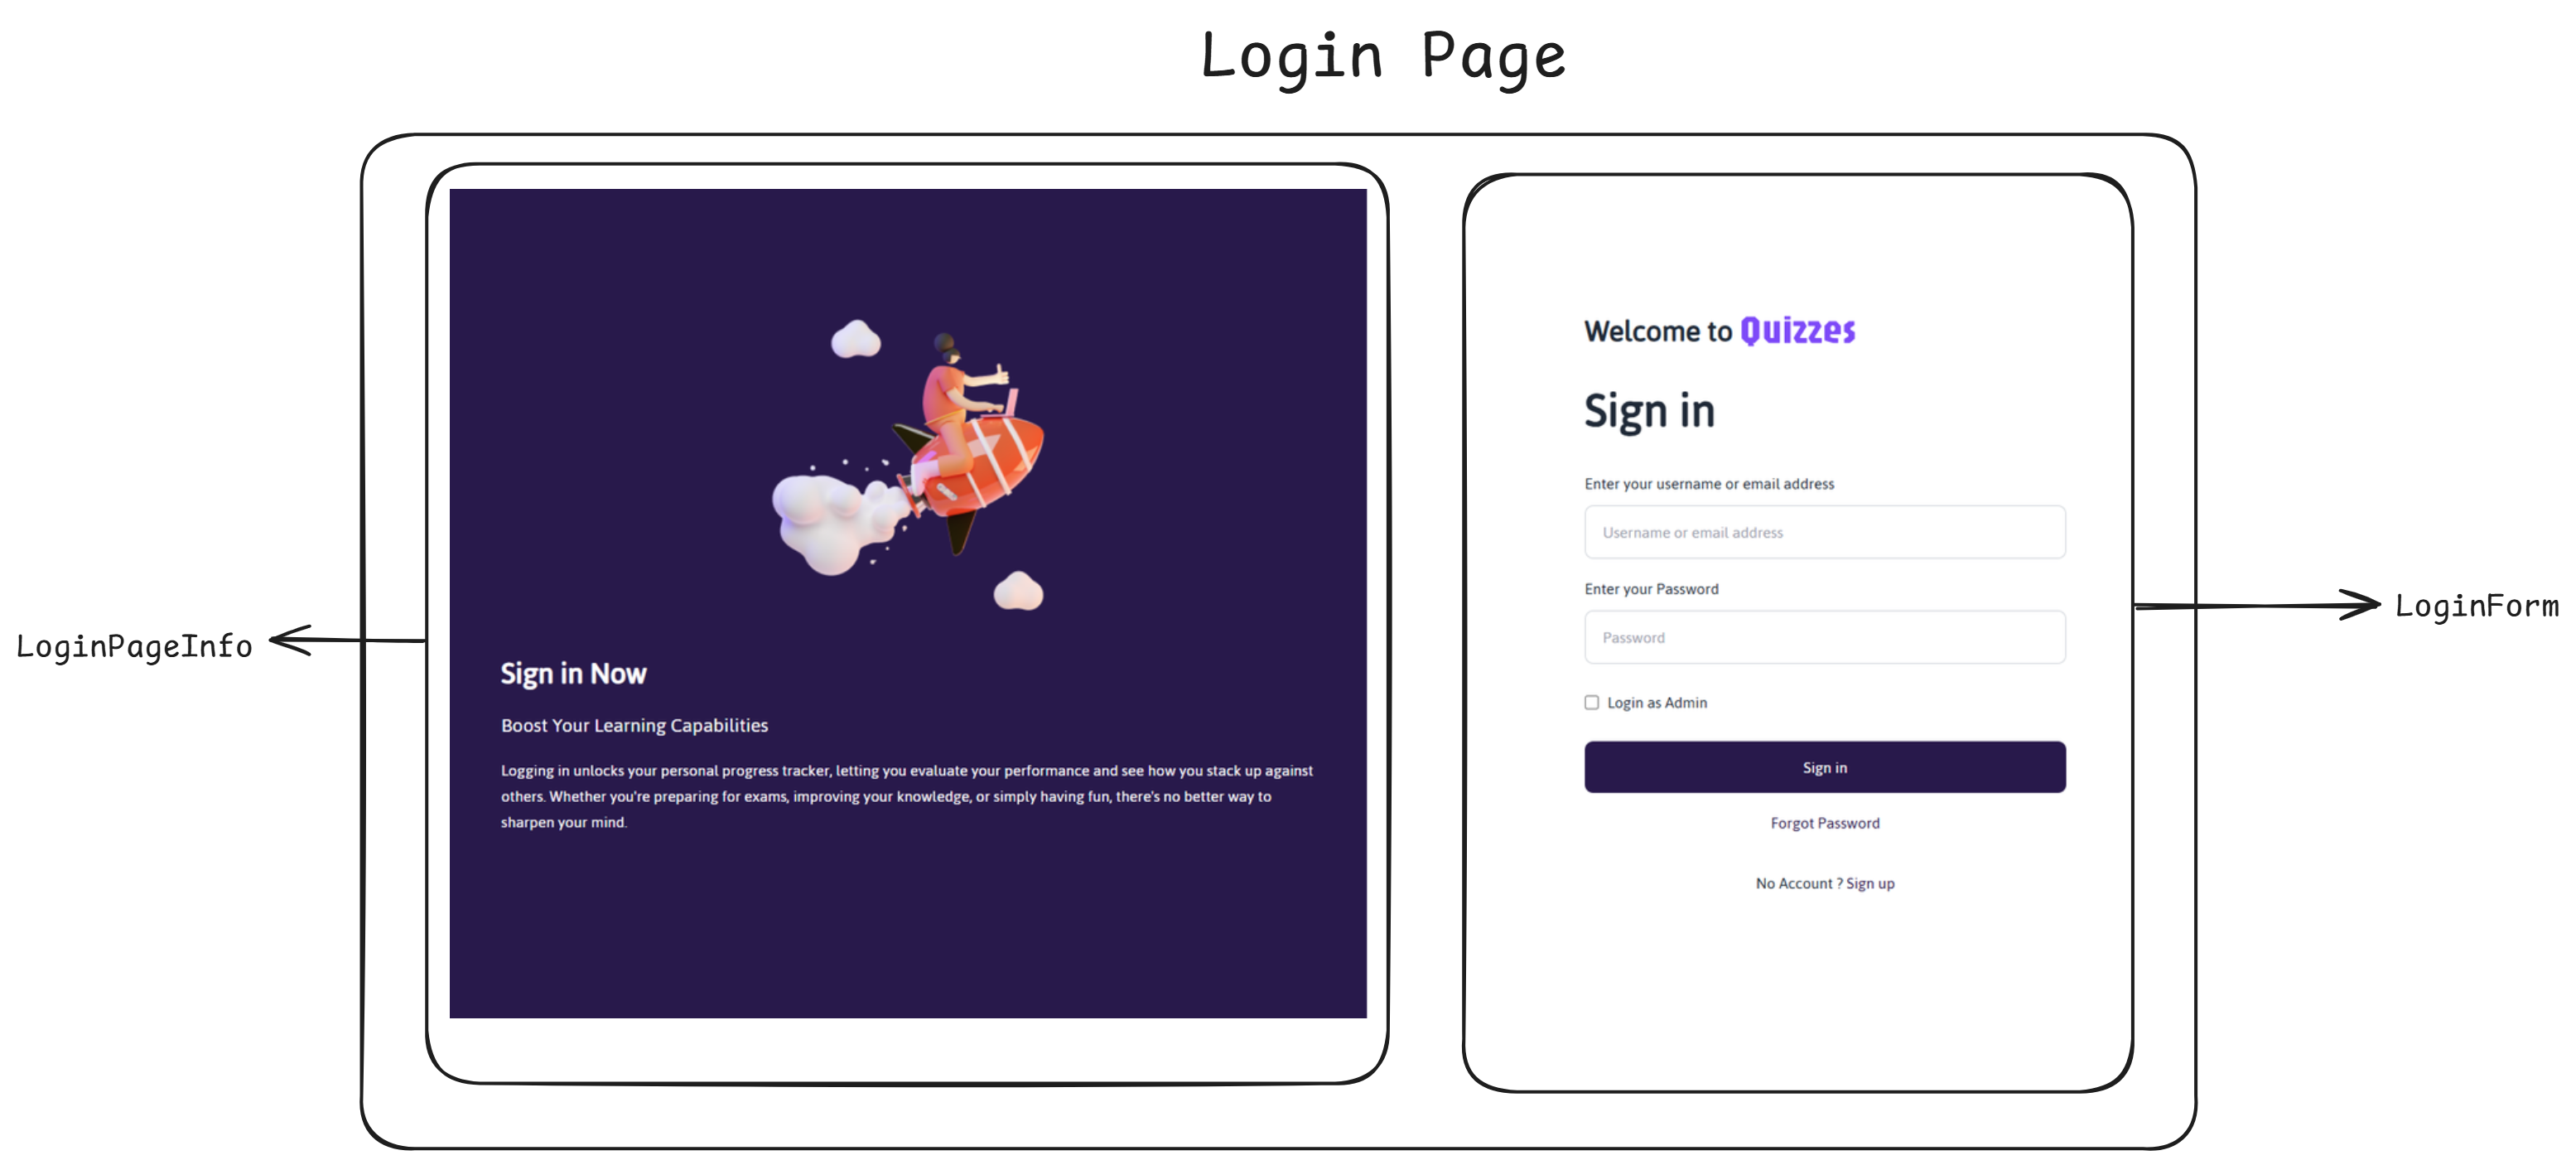 Login Page
LoginPageInfo
Sign in Now
Boost Your Learning Capabilities
Logging in unlocks your personal progress tracker, letting you evaluate your performance and see how you stack up against
others. Whether you're preparing for exams, improving your knowledge, or simply having fun, there's no better way to
sharpen your mind.
Welcome to Quizzes
Sign in
Enter your username or email address
Username or email address
Enter your Password
Password
Login as Admin
Sign in
Forgot Password
No Account ? Sign up
LoginForm